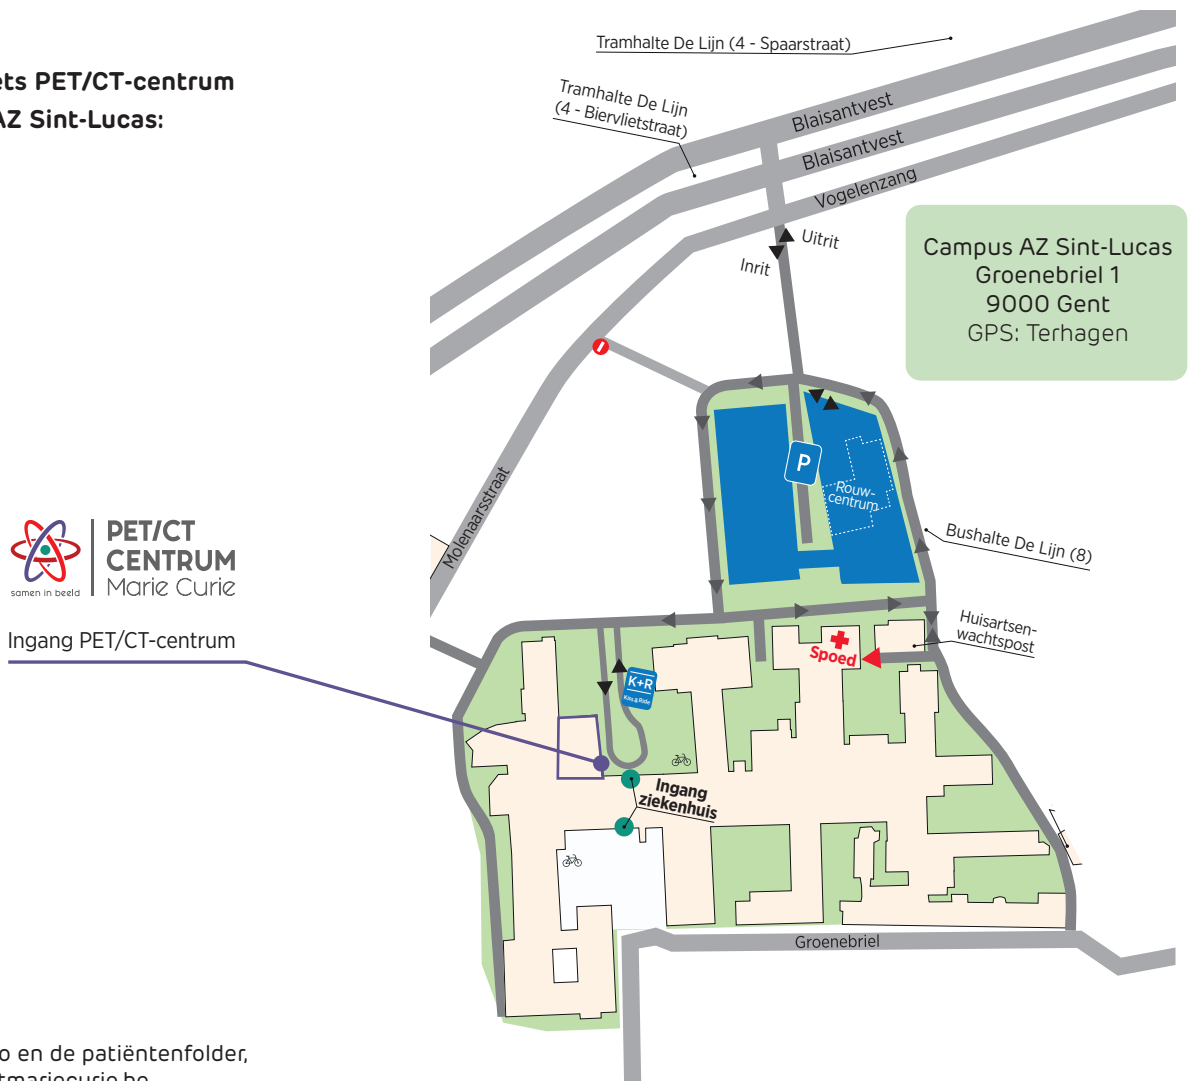 Tramhalte De Lijn (4 - Spaarstraat)
PET/CT-centrum
AZ Sint-Lucas:
Tramhalte De Lijn
(4 - Biervlietstraat)
Blaisantvest
Blaisantvest
Vogelenzang
Uitrit
Inrit
Campus AZ Sint-Lucas
Groenebriel 1
9000 Gent
GPS: Terhagen
P
Rouw-
centrum
Molenaarsstraat
Bushalte De Lijn (8)
PET/CT
CENTRUM
Marie Curie
samen in beeld
Ingang PET/CT-centrum
Huisartsen-
wachtspost
Spoed
K+R
Kiss & Ride
Ingang
ziekenhuis
Groenebriel
en de patiëntenfolder,